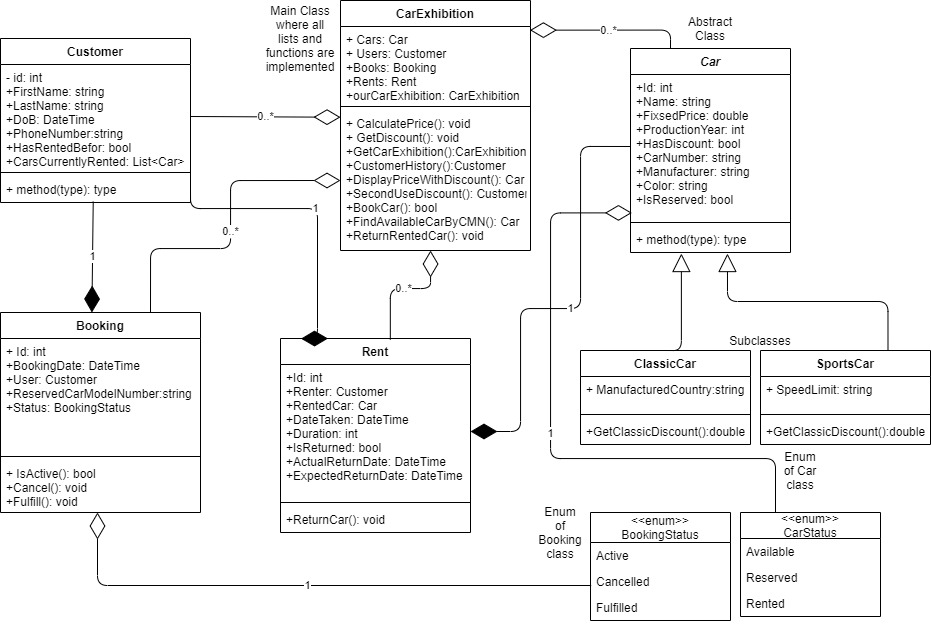 Main Class
where all
lists and
functions are
implemented
CarExhibition
+ Cars: Car
+ Users: Customer
+Books: Booking
+Rents: Rent
+ourCarExhibition: CarExhibition
+ CalculatePrice(): void
+ GetDiscount(): void
+GetCarExhibition():CarExhibition
+CustomerHistory():Customer
+DisplayPriceWithDiscount(): Car
+SecondUseDiscount(): Customer
+BookCar(): bool
+FindAvailableCarByCMN(): Car
+ReturnRentedCar(): void
0..*
Abstract
Class
Customer
- id: int
+FirstName: string
+LastName: string
+DoB: DateTime
+PhoneNumber:string
+HasRentedBefor: bool
+CarsCurrentlyRented: List<Car>
+ method(type): type
0..*
1
0..*
1
0..*
Car
+Id: int
+Name: string
+FixsedPrice: double
+ProductionYear: int
+HasDiscount: bool
+CarNumber: string
+Manufacturer: string
+Color: string
+IsReserved: bool
+ method(type): type
1
Booking
+ Id: int
+BookingDate: DateTime
+User: Customer
+ReservedCarModelNumber:string
+Status: BookingStatus
+ IsActive(): bool
+Cancel(): void
+Fulfill(): void
Rent
+Id: int
+Renter: Customer
+RentedCar: Car
+DateTaken: DateTime
+Duration: int
+IsReturned: bool
+ActualReturnDate: DateTime
+ExpectedReturnDate: DateTime
+ReturnCar(): void
Subclasses
ClassicCar
+ ManufacturedCountry:string
+GetClassicDiscount():double
SportsCar
+ SpeedLimit: string
+GetClassicDiscount():double
1
Enum
of Car
class
Enum
of
Booking
class
<<enum>>
BookingStatus
Active
Cancelled
Fulfilled
<<enum>>
CarStatus
Available
Reserved
Rented
1